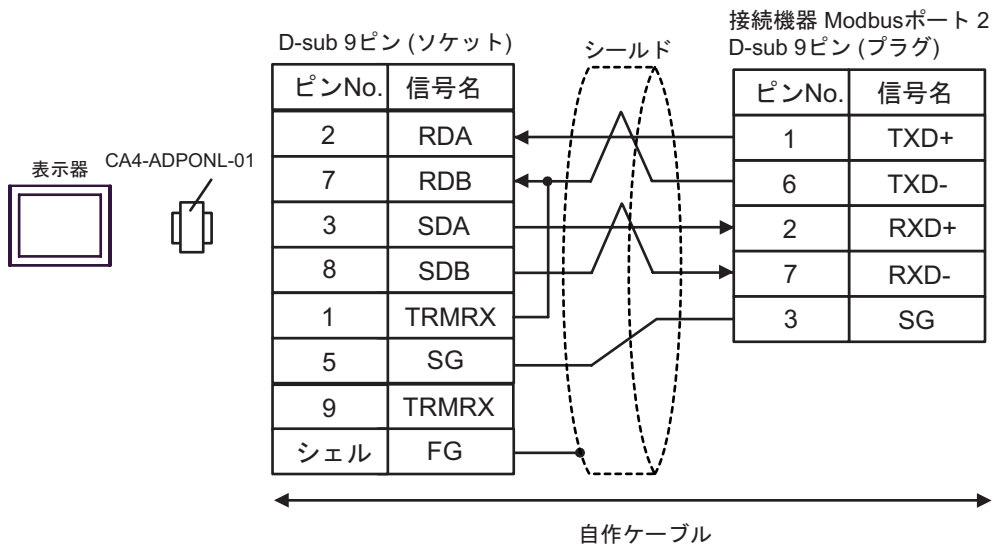 接続機器 Modbusポート 2
D-sub 9ピン (ソケット)
シールド
D-sub 9ピン (プラグ)
ピンNo. 信号名
ピンNo. 信号名
2 RDA
1 TXD+
表示器
CA4-ADPONL-01
7 RDB
6 TXD-
3 SDA
2 RXD+
8 SDB
7 RXD-
1 TRMRX
3 SG
5 SG
9 TRMRX
シェル FG
自作ケーブル